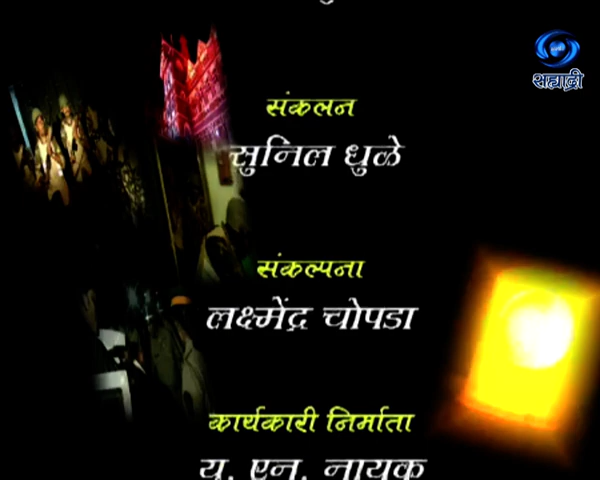 सह्याद्री
संकलन
सुनिल धुळे
संकल्पना
लक्ष्मेंद्र चोपडा
कार्यकारी निर्माता
यु. एन. नायक